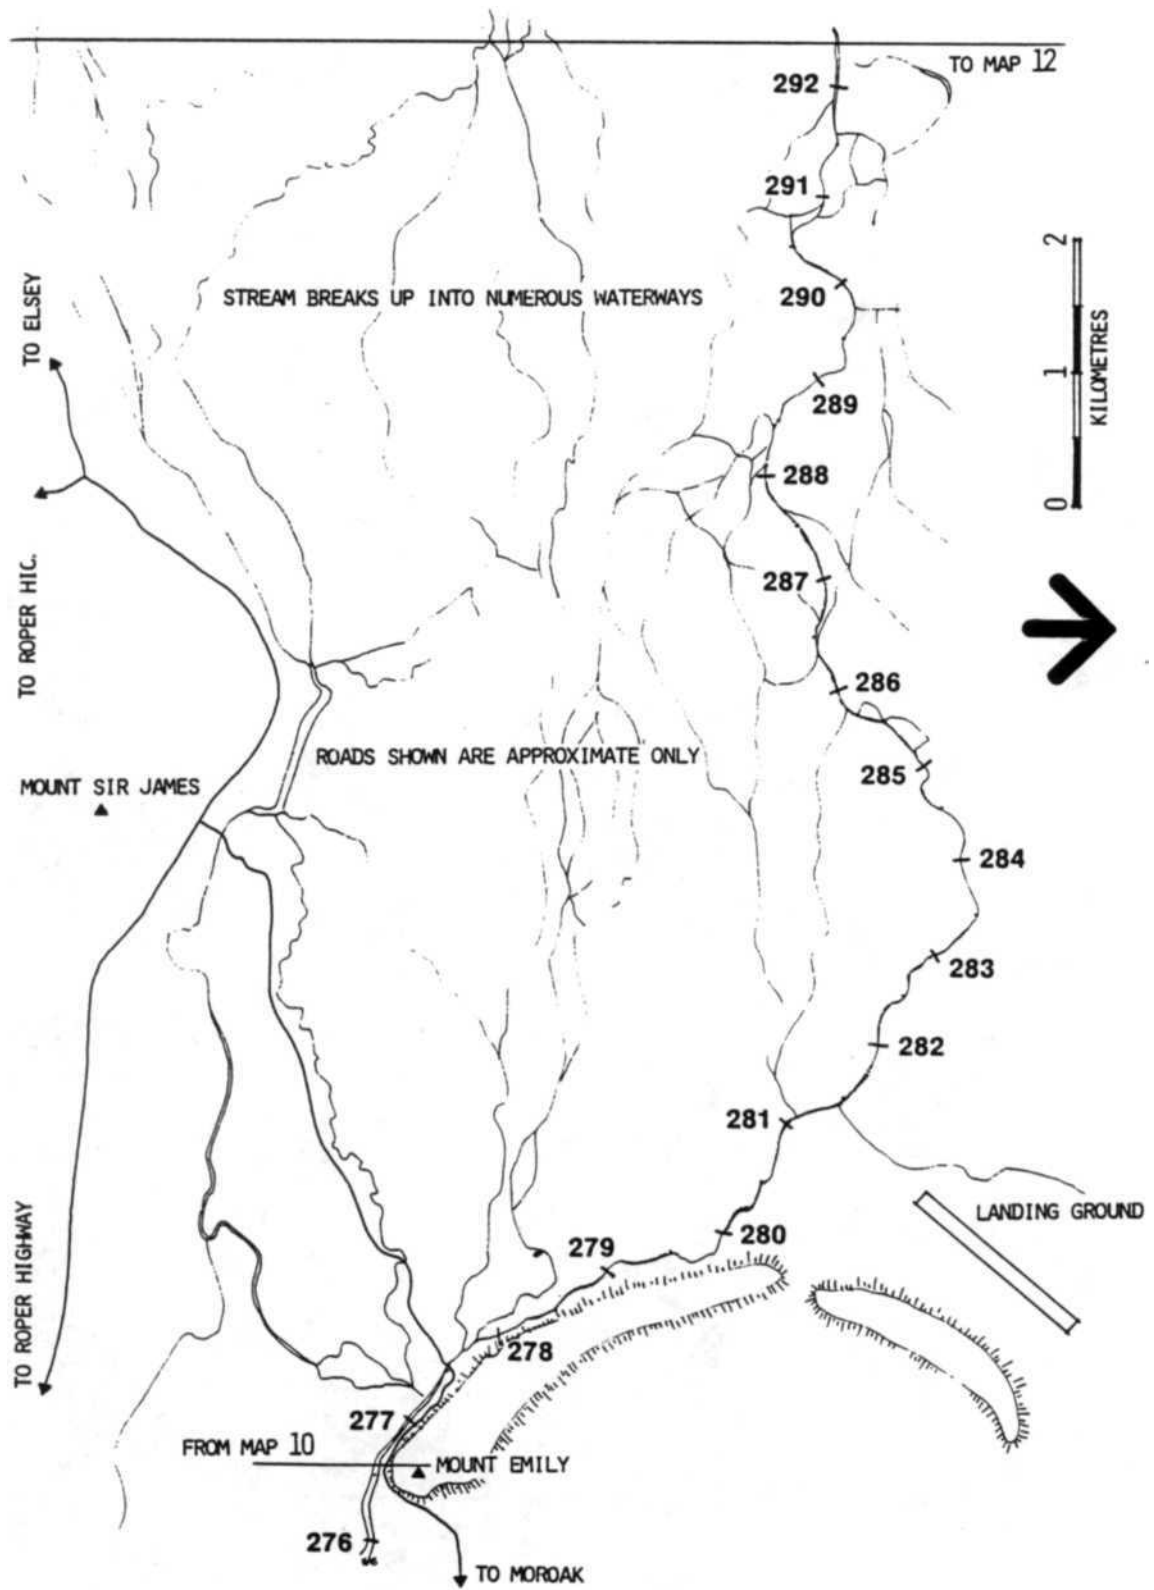 TO MAP 12
292
291
2
TO ELSEY
STREAM BREAKS UP INTO NUMEROUS WATERWAYS
290
1
KILOMETRES
289
288
0
TO ROPER HIC.
287
286
ROADS SHOWN ARE APPROXIMATE ONLY
MOUNT SIR JAMES
285
284
283
282
281
LANDING GROUND
TO ROPER HIGHWAY
280
279
278
277
FROM MAP 10
MOUNT EMILY
276
TO MOROAK